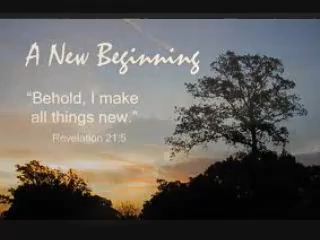 A New Beginning
“Behold, I make
all things new.”
Revelation 21:5